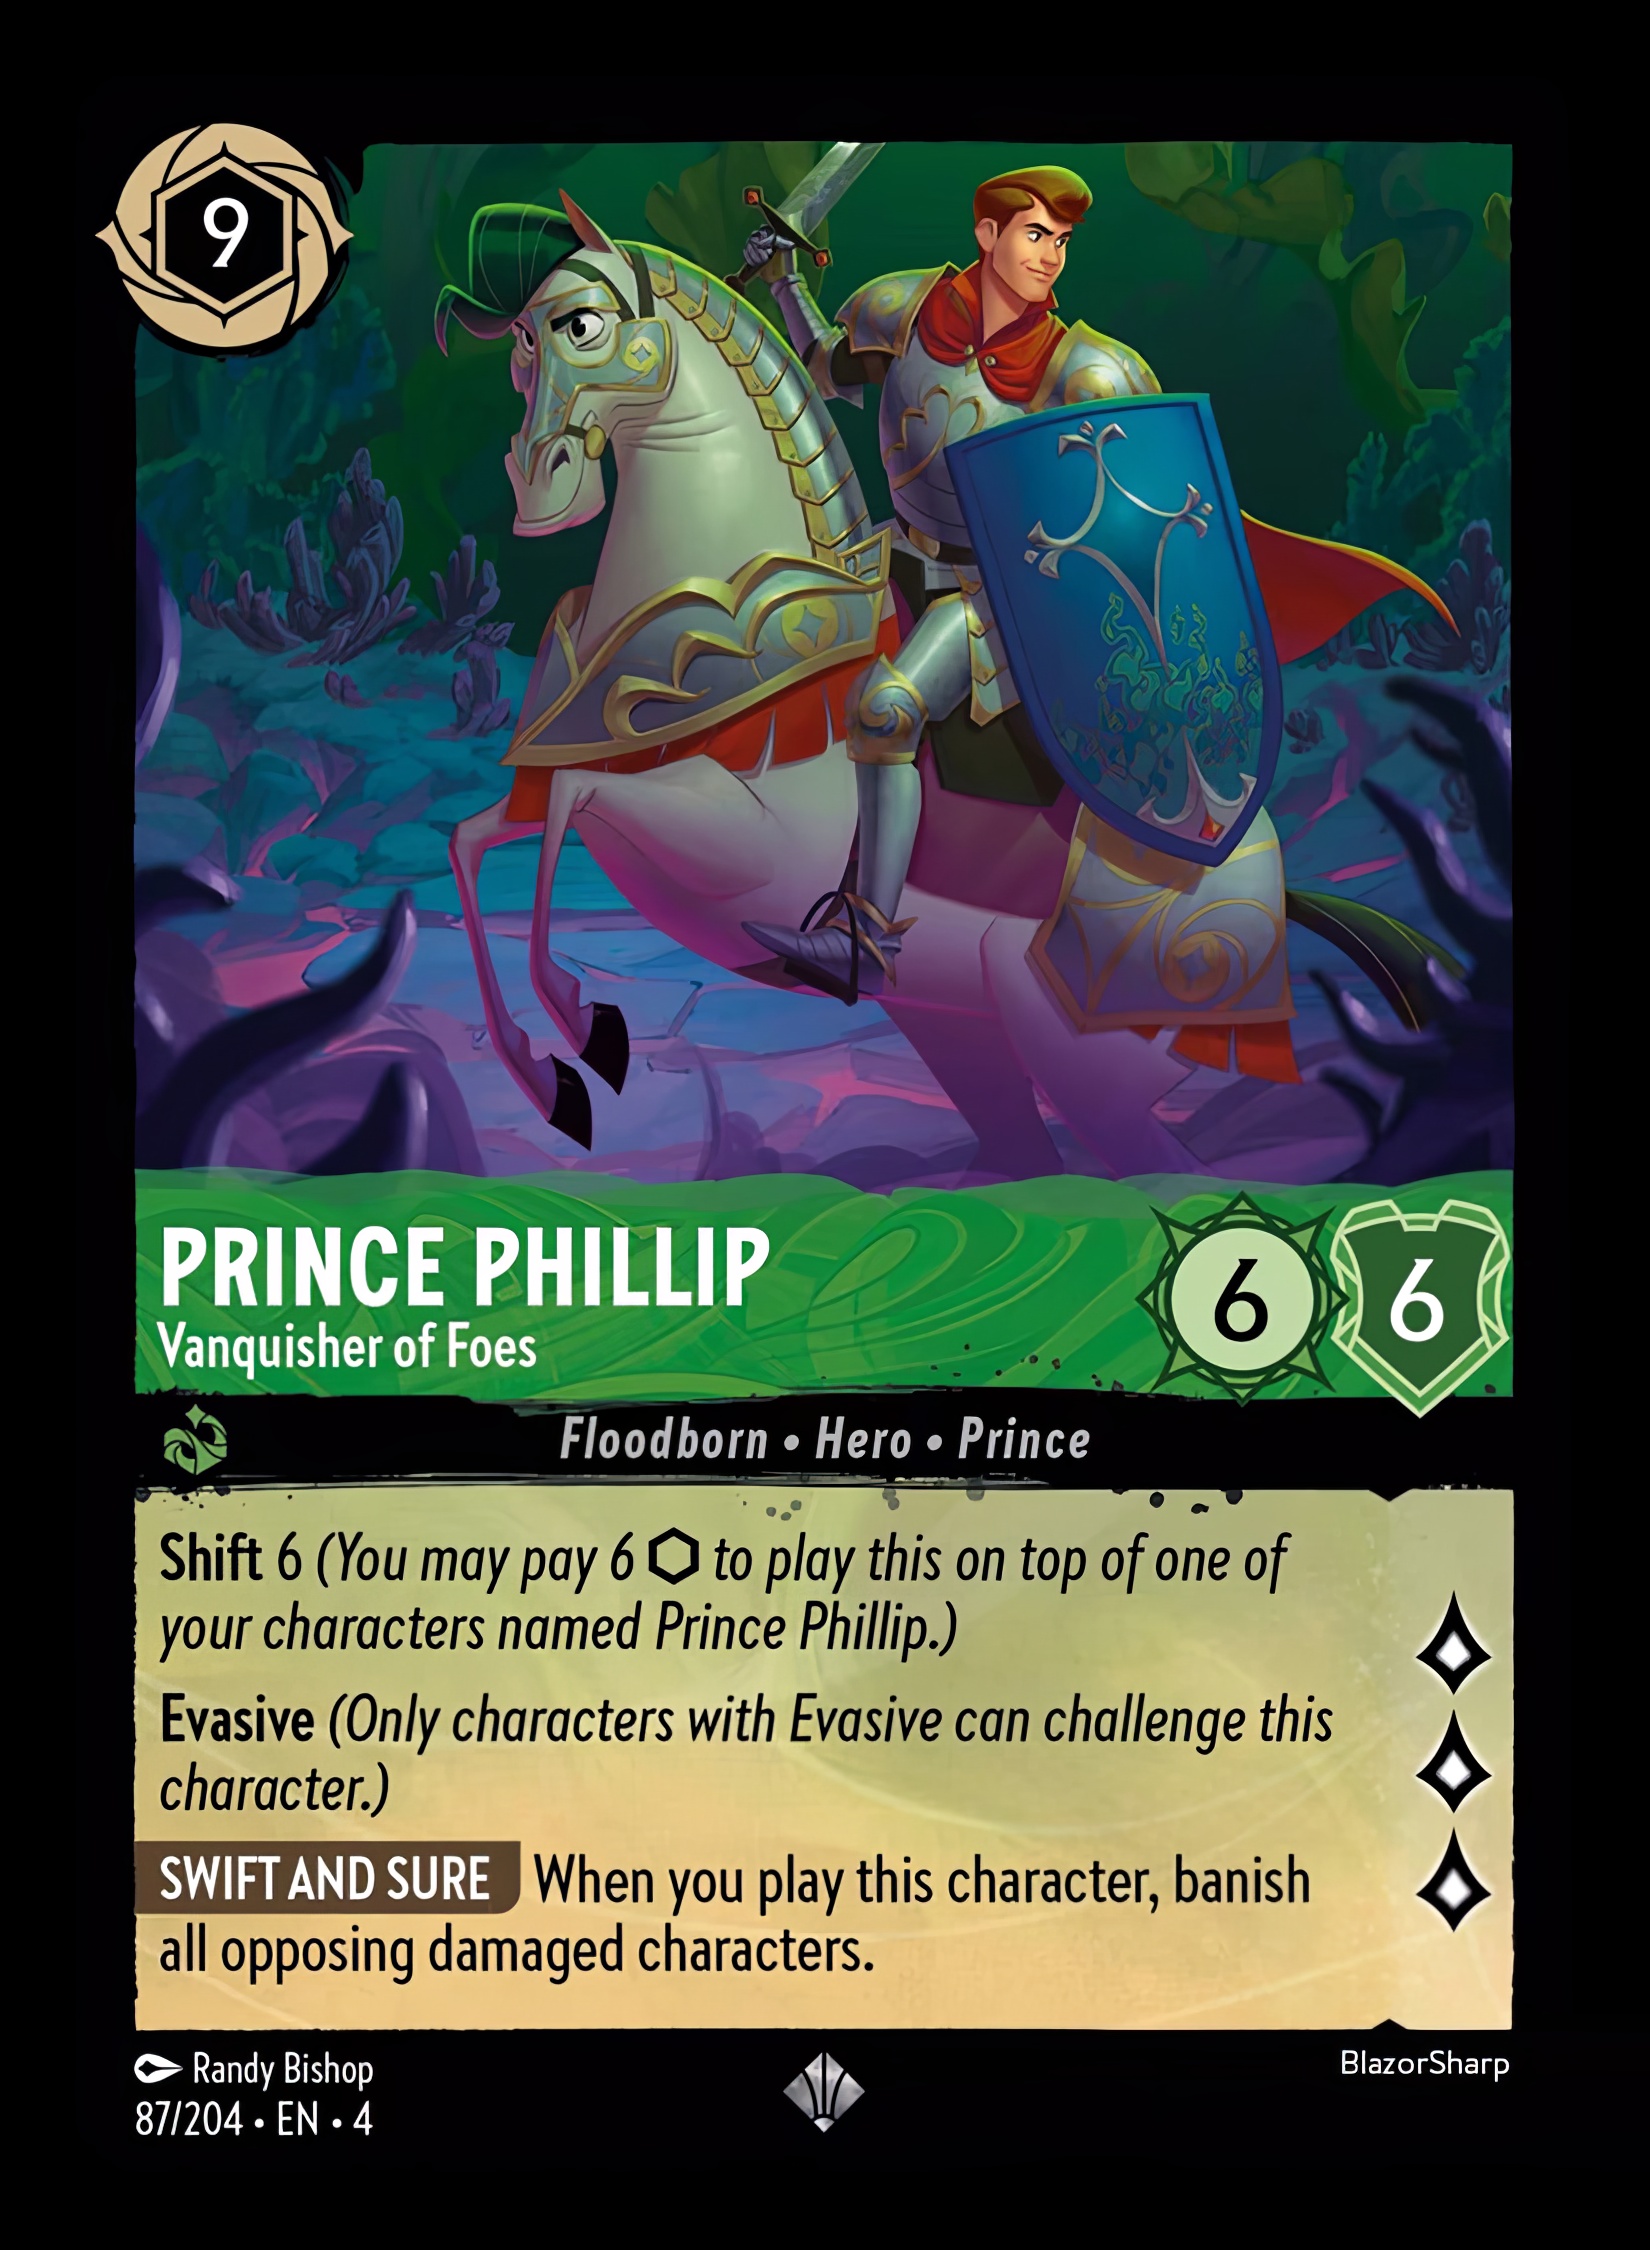 9
PRINCE PHILLIP
Vanquisher of Foes
6
6
Floodborn • Hero • Prince
Shift 6 (You may pay 6 ⬡ to play this on top of one of
your characters named Prince Phillip.)
Evasive (Only characters with Evasive can challenge this
character.)
SWIFT AND SURE When you play this character, banish
all opposing damaged characters.
Randy Bishop
BlazorSharp
87/204 • EN • 4